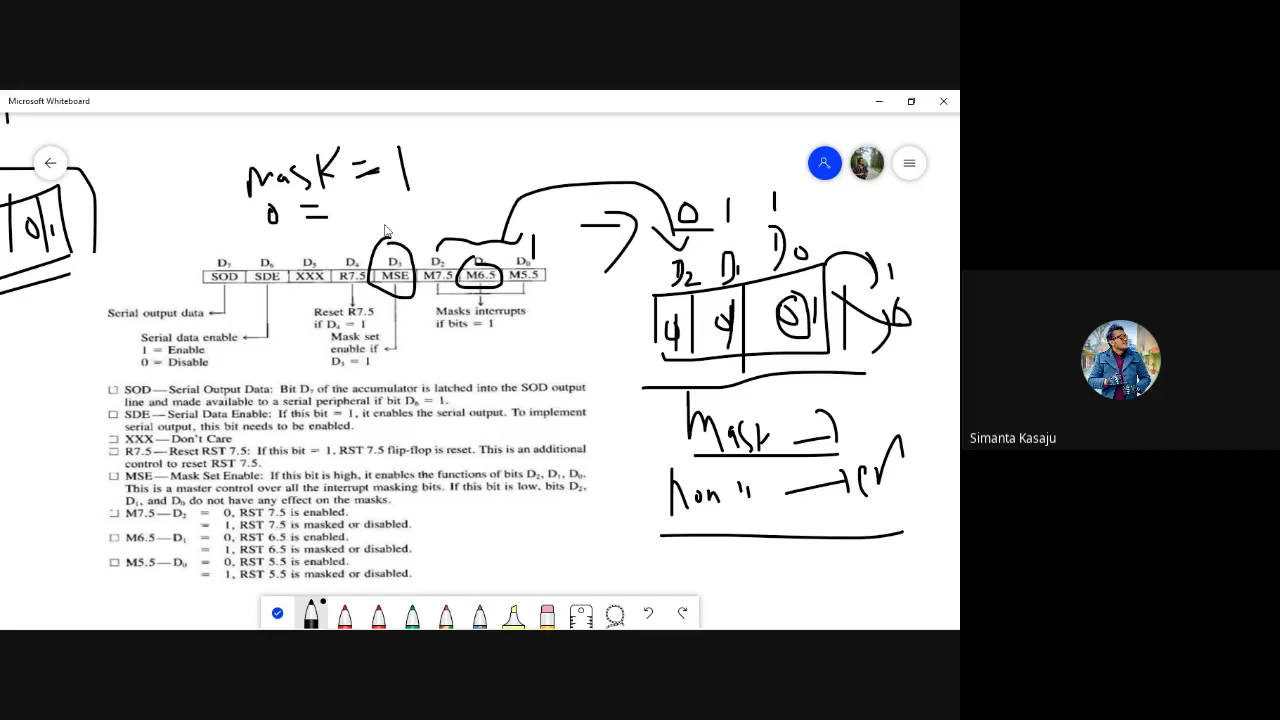 Microsoft Whiteboard
mask = 1
0 =
0 1
0 1 1
D2 D1 D0
1
0
1
D₇ D₆ D₅ D₄ D₃ D₂ D₀
SOD SDE XXX R7.5 MSE M7.5 M6.5 M5.5
Serial output data
Serial data enable
1 = Enable
0 = Disable
Reset R7.5
if D₄ = 1
Mask set
enable if
D₃ = 1
Masks interrupts
if bits = 1
☐ SOD—Serial Output Data: Bit D₇ of the accumulator is latched into the SOD output
line and made available to a serial peripheral if bit D₆ = 1.
☐ SDE—Serial Data Enable: If this bit = 1, it enables the serial output. To implement
serial output, this bit needs to be enabled.
☐ XXX—Don't Care
☐ R7.5—Reset RST 7.5: If this bit = 1, RST 7.5 flip-flop is reset. This is an additional
control to reset RST 7.5.
☐ MSE—Mask Set Enable: If this bit is high, it enables the functions of bits D₂, D₁, D₀.
This is a master control over all the interrupt masking bits. If this bit is low, bits D₂,
D₁, and D₀ do not have any effect on the masks.
☐ M7.5—D₂ = 0, RST 7.5 is enabled.
= 1, RST 7.5 is masked or disabled.
☐ M6.5—D₁ = 0, RST 6.5 is enabled.
= 1, RST 6.5 is masked or disabled.
☐ M5.5—D₀ = 0, RST 5.5 is enabled.
= 1, RST 5.5 is masked or disabled.
Mask
non "
Simanta Kasaju